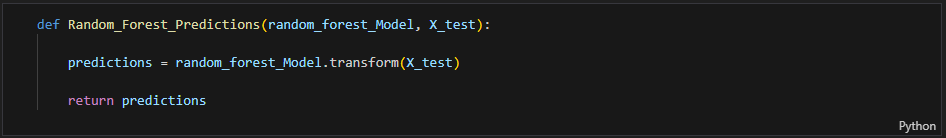 def Random_Forest_Predictions(random_forest_Model, X_test):
predictions = random_forest_Model.transform(X_test)
return predictions
Python